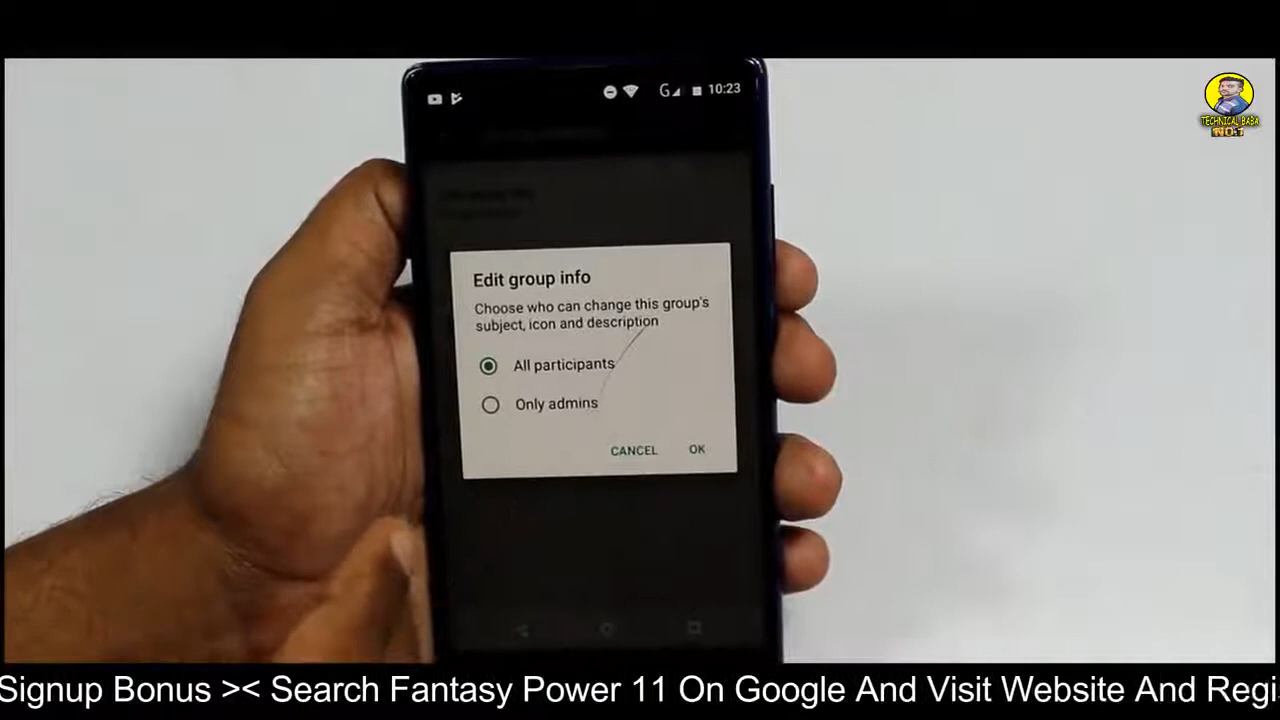 10:23
TECHNICAL BABA
NO.1
Edit group info
Choose who can change this group's
subject, icon and description
All participants
Only admins
CANCEL OK
Signup Bonus >< Search Fantasy Power 11 On Google And Visit Website And Regi